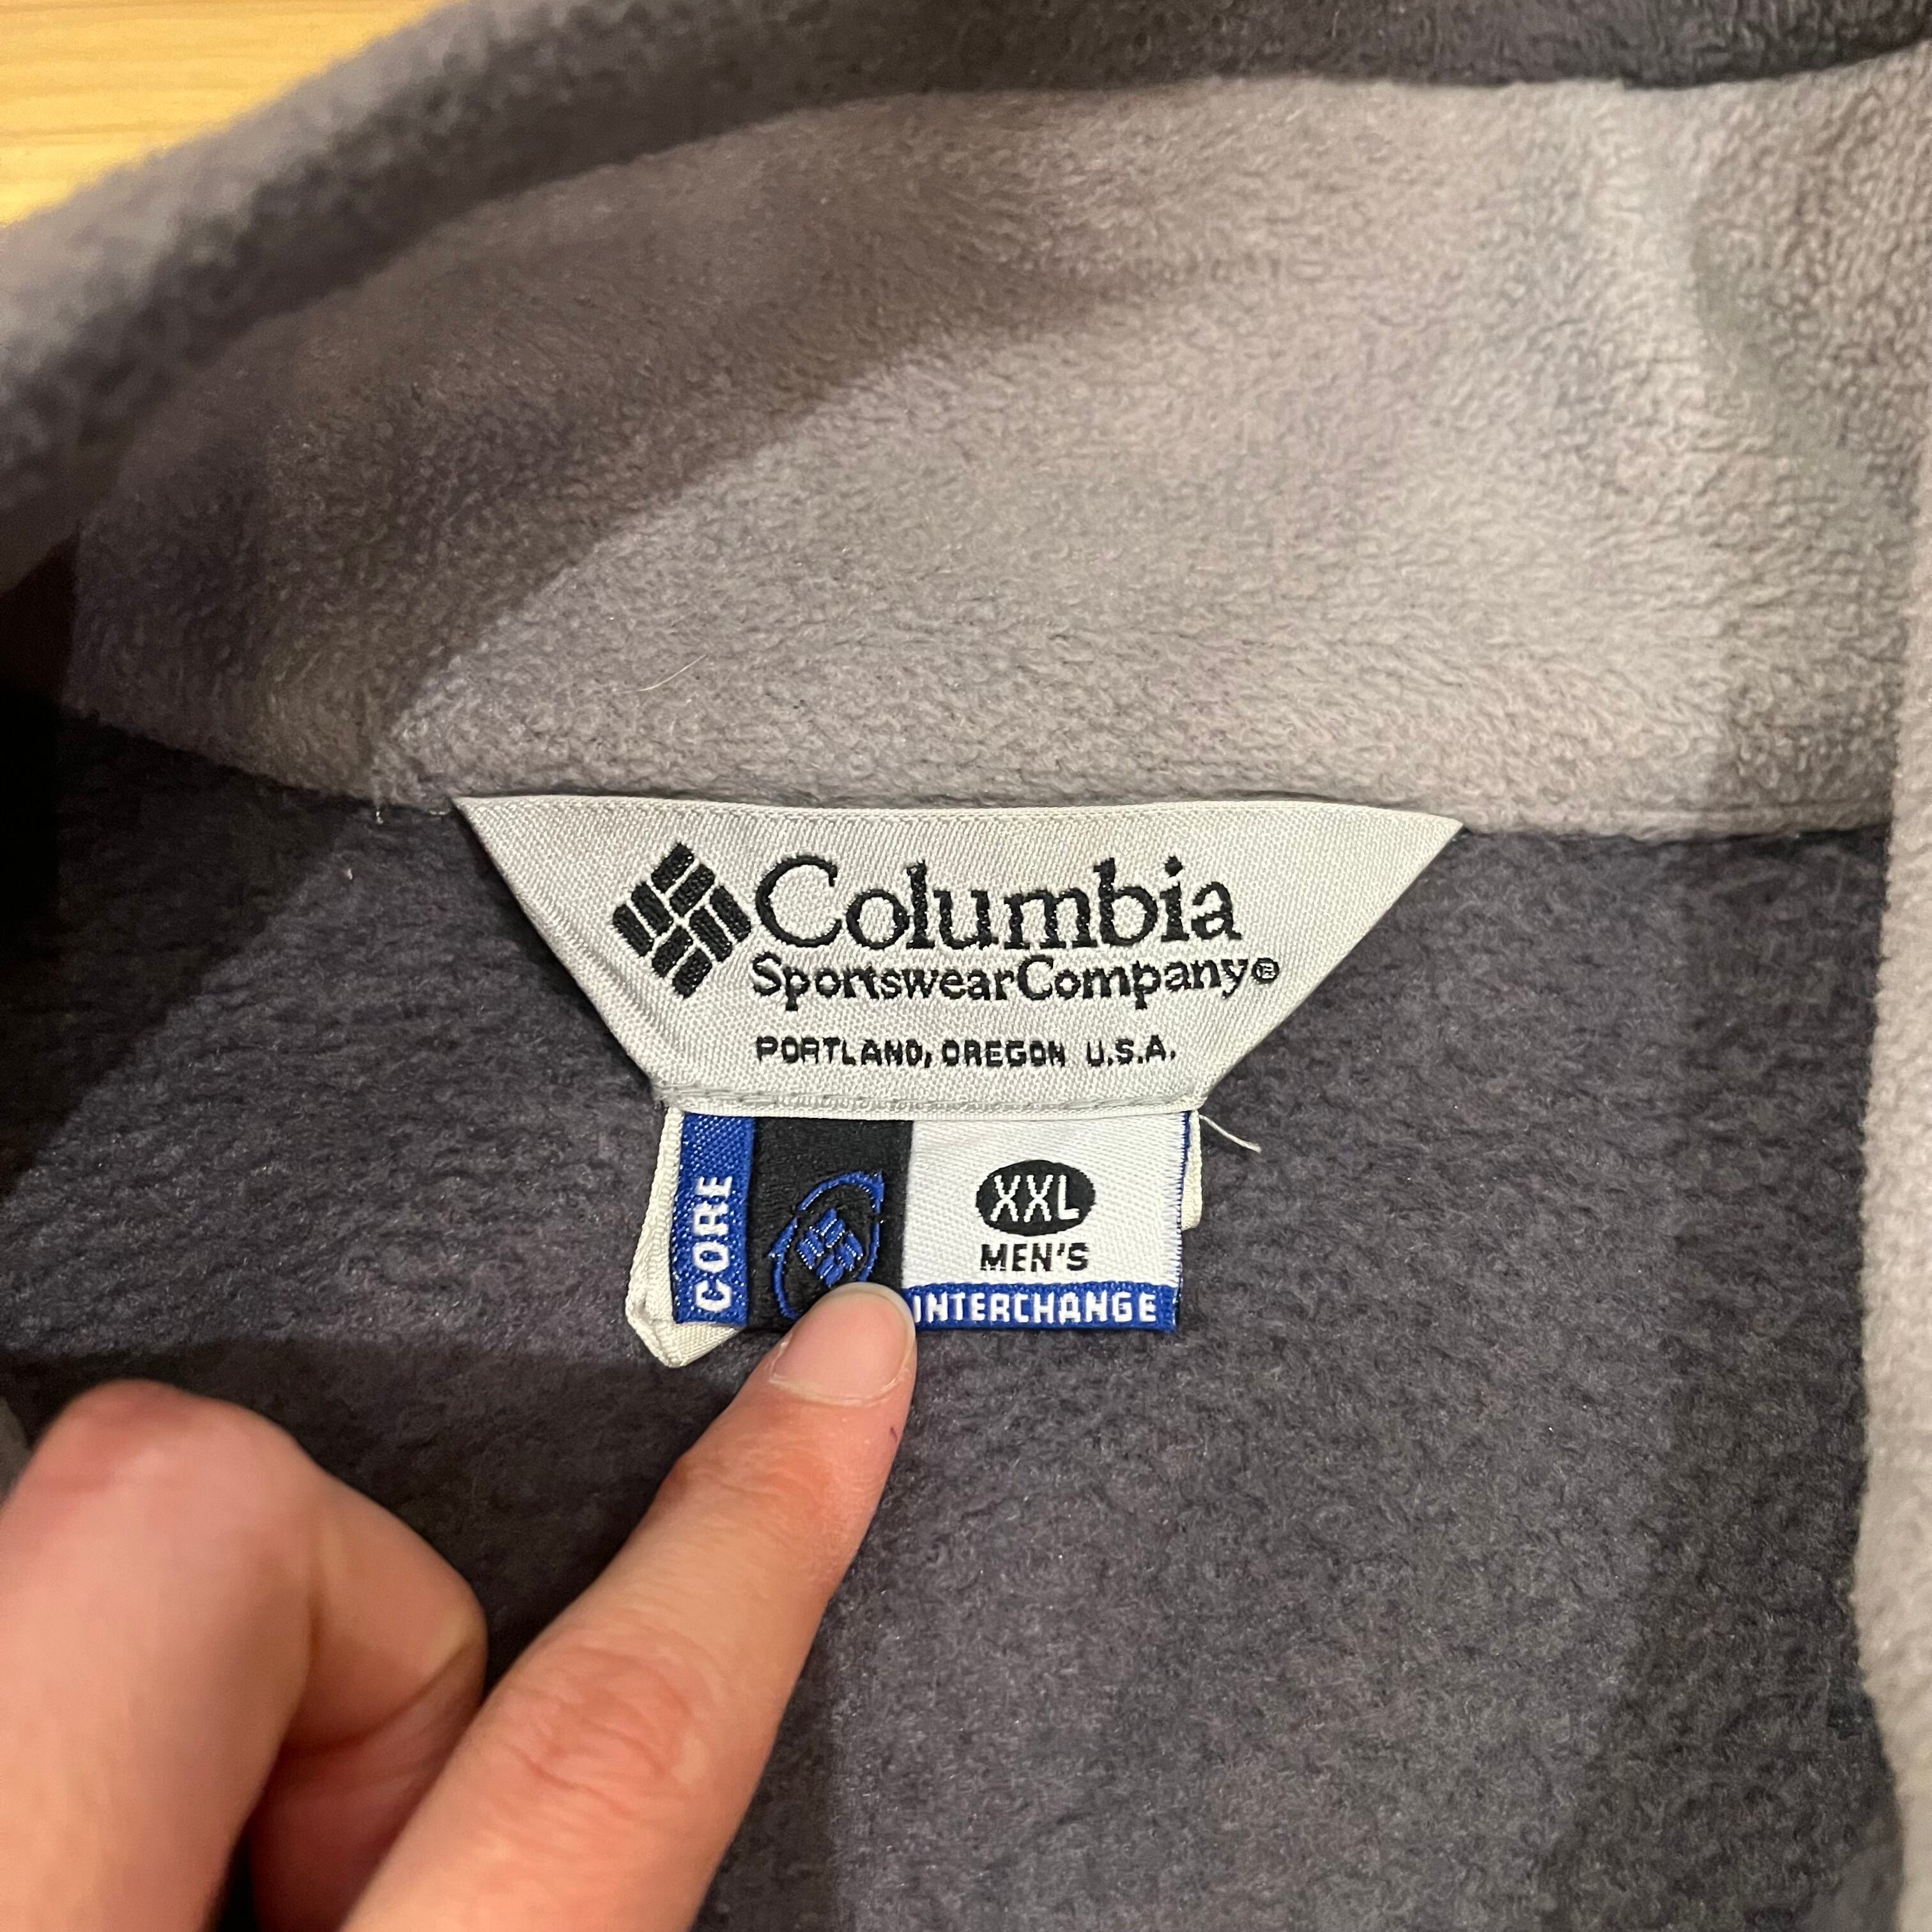 Columbia
SportswearCompany®
PORTLAND, OREGON U.S.A.
CORE
XXL
MEN'S
INTERCHANGE